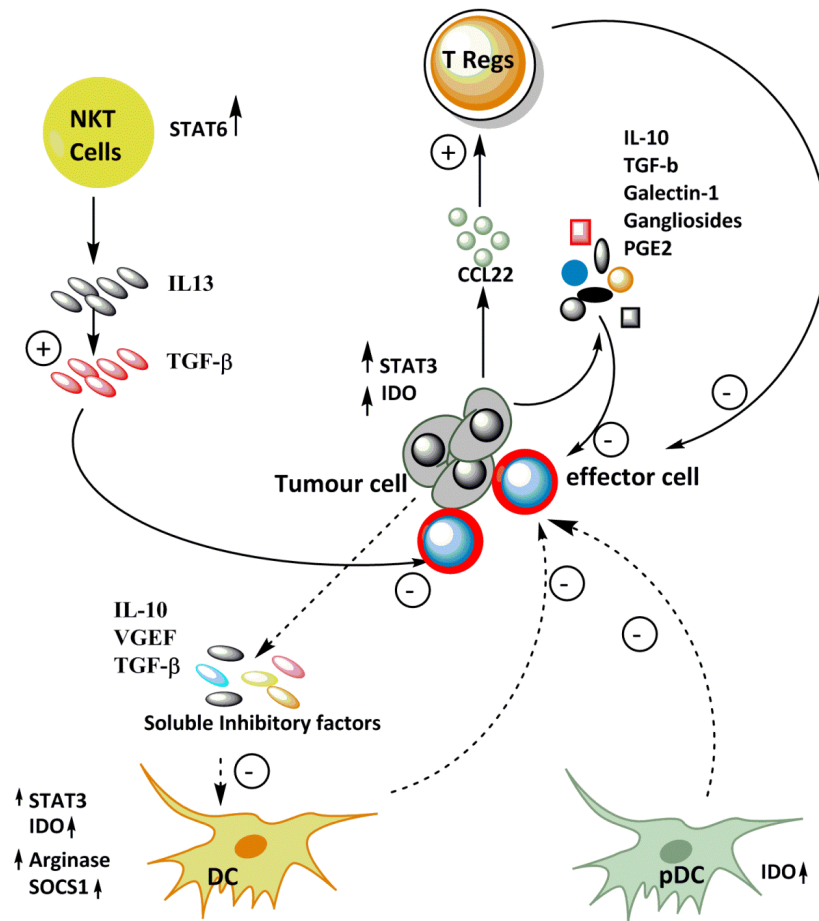 T Regs
NKT
Cells
STAT6
+
IL-10
TGF-b
Galectin-1
Gangliosides
PGE2
CCL22
IL13
+
TGF-β
STAT3
IDO
-
-
Tumour cell
effector cell
-
-
-
IL-10
VGEF
TGF-β
Soluble Inhibitory factors
-
STAT3
IDO
Arginase
SOCS1
DC
pDC
IDO